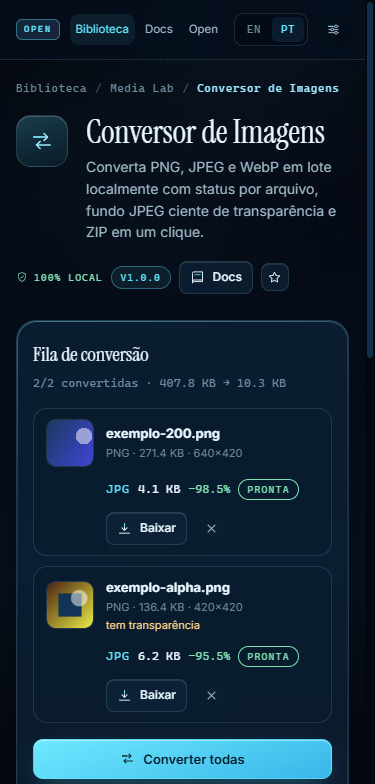 OPEN Biblioteca Docs Open EN PT
Biblioteca / Media Lab / Conversor de Imagens
Conversor de Imagens
Converta PNG, JPEG e WebP em lote
localmente com status por arquivo,
fundo JPEG ciente de transparência e
ZIP em um clique.
100% LOCAL V1.0.0 Docs
Fila de conversão
2/2 convertidas · 407.8 KB → 10.3 KB
exemplo-200.png
PNG · 271.4 KB · 640×420
JPG 4.1 KB −98.5% PRONTA
Baixar
exemplo-alpha.png
PNG · 136.4 KB · 420×420
tem transparência
JPG 6.2 KB −95.5% PRONTA
Baixar
Converter todas